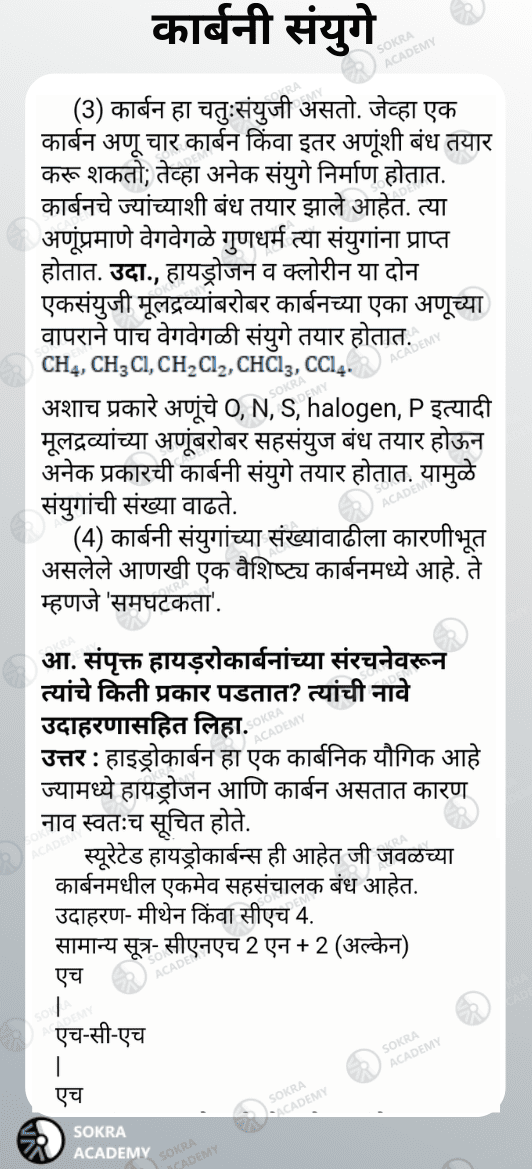 कार्बनी संयुगे
(3) कार्बन हा चतुःसंयुजी असतो. जेव्हा एक
कार्बन अणू चार कार्बन किंवा इतर अणूंशी बंध तयार
करू शकतो; तेव्हा अनेक संयुगे निर्माण होतात.
कार्बनचे ज्यांच्याशी बंध तयार झाले आहेत. त्या
अणूंप्रमाणे वेगवेगळे गुणधर्म त्या संयुगांना प्राप्त
होतात. उदा., हायड्रोजन व क्लोरीन या दोन
एकसंयुजी मूलद्रव्यांबरोबर कार्बनच्या एका अणूच्या
वापराने पाच वेगवेगळी संयुगे तयार होतात.
CH₄, CH₃Cl, CH₂Cl₂, CHCl₃, CCl₄.
अशाच प्रकारे अणूंचे O, N, S, halogen, P इत्यादी
मूलद्रव्यांच्या अणूंबरोबर सहसंयुज बंध तयार होऊन
अनेक प्रकारची कार्बनी संयुगे तयार होतात. यामुळे
संयुगांची संख्या वाढते.
(4) कार्बनी संयुगांच्या संख्यावाढीला कारणीभूत
असलेले आणखी एक वैशिष्ट्य कार्बनमध्ये आहे. ते
म्हणजे 'समघटकता'.
आ. संपृक्त हायड्रोकार्बनांच्या संरचनेवरून
त्यांचे किती प्रकार पडतात? त्यांची नावे
उदाहरणासहित लिहा.
उत्तर : हाइड्रोकार्बन हा एक कार्बनिक यौगिक आहे
ज्यामध्ये हायड्रोजन आणि कार्बन असतात कारण
नाव स्वतःच सूचित होते.
स्यूरेटेड हायड्रोकार्बन्स ही आहेत जी जवळच्या
कार्बनमधील एकमेव सहसंचालक बंध आहेत.
उदाहरण- मीथेन किंवा सीएच 4.
सामान्य सूत्र- सीएनएच 2 एन + 2 (अल्केन)
एच
|
एच-सी-एच
|
एच
SOKRA
ACADEMY